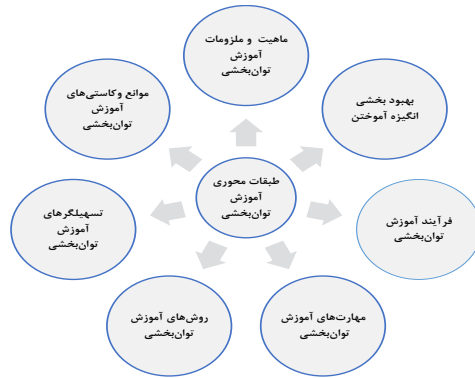 ماهیت و ملزومات
آموزش
توان‌بخشی
بهبود بخشی
انگیزه آموختن
فرآیند آموزش
توان‌بخشی
مهارت‌های آموزش
توان‌بخشی
روش‌های آموزش
توان‌بخشی
تسهیلگرهای
آموزش
توان‌بخشی
موانع وکاستی‌های
آموزش
توان‌بخشی
طبقات محوری
آموزش
توان‌بخشی